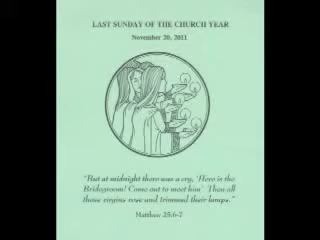 LAST SUNDAY OF THE CHURCH YEAR
November 20, 2011
"But at midnight there was a cry, 'Here is the
Bridegroom! Come out to meet him' Then all
those virgins rose and trimmed their lamps."
Matthew 25:6-7